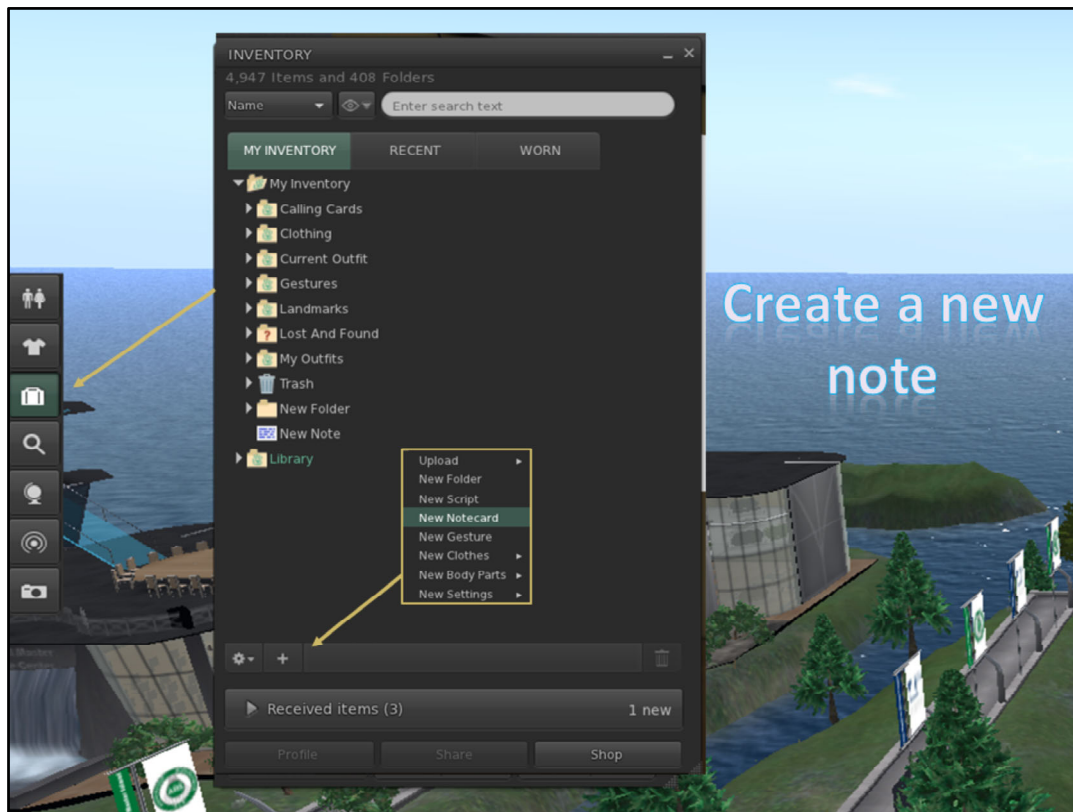 INVENTORY
4,947 Items and 408 Folders
Name
Enter search text
MY INVENTORY RECENT WORN
My Inventory
Calling Cards
Clothing
Current Outfit
Gestures
Landmarks
Lost And Found
My Outfits
Trash
New Folder
New Note
Library
Upload
New Folder
New Script
New Notecard
New Gesture
New Clothes
New Body Parts
New Settings
Received items (3) 1 new
Profile Share Shop
Create a new
note